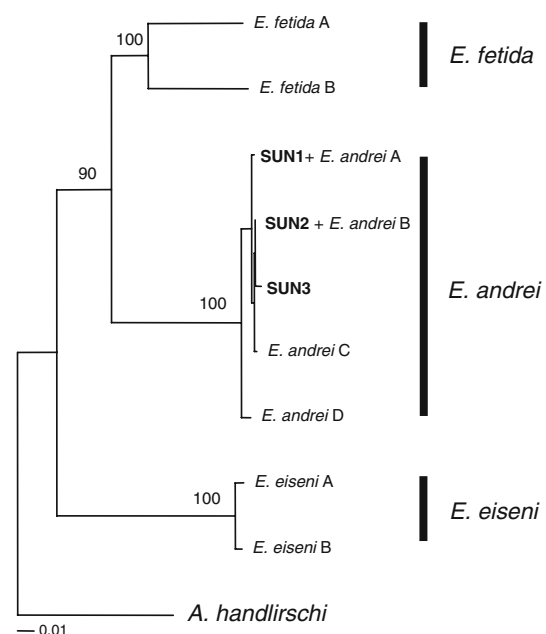 E. fetida A
100
E. fetida
E. fetida B
SUN1+ E. andrei A
90
SUN2 + E. andrei B
SUN3
E. andrei
100
E. andrei C
E. andrei D
E. eiseni A
100
E. eiseni
E. eiseni B
A. handlirschi
0.01